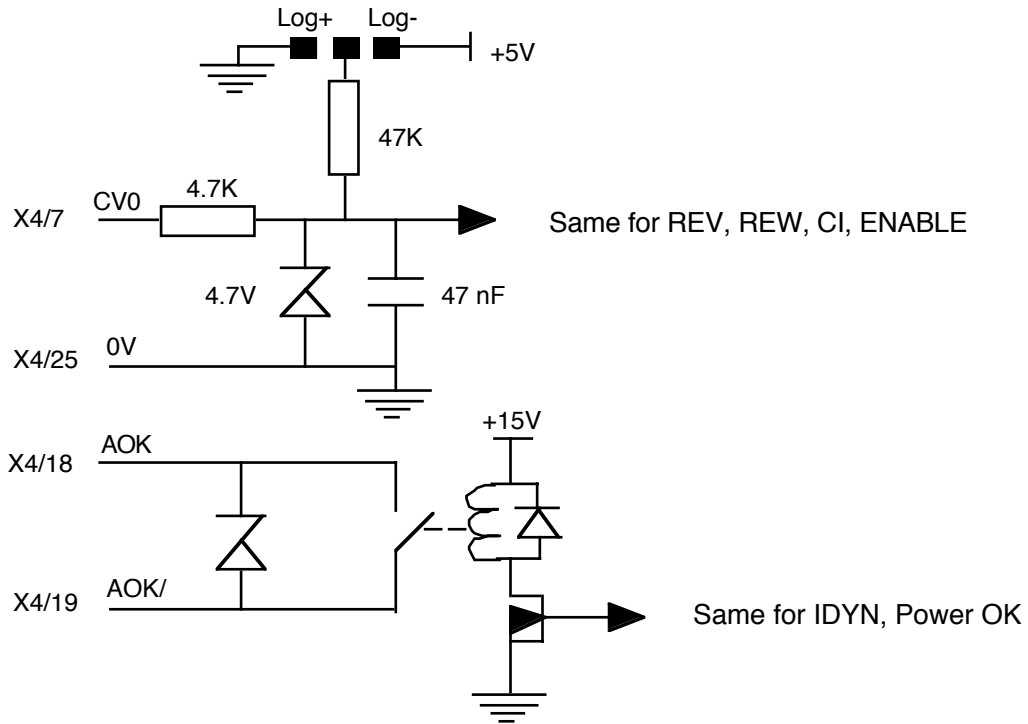 Log+ Log-
+5V
47K
4.7K
X4/7 CV0
Same for REV, REW, CI, ENABLE
4.7V
47 nF
X4/25 0V
+15V
X4/18 AOK
X4/19 AOK/
Same for IDYN, Power OK